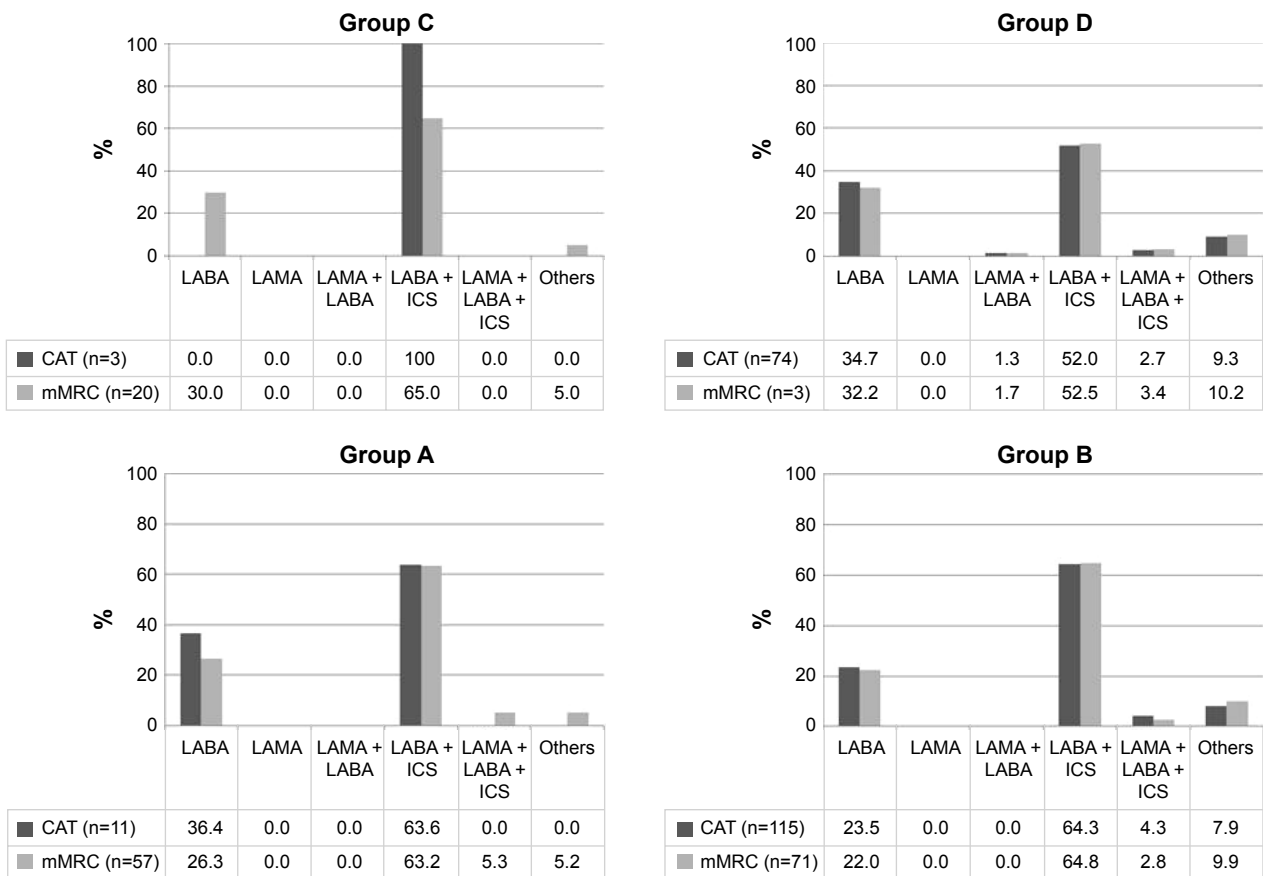 Group C
%
100
80
60
40
20
0
LABA LAMA LAMA + LABA + LAMA + Others
LABA ICS LABA +
ICS
CAT (n=3) 0.0 0.0 0.0 100 0.0 0.0
mMRC (n=20) 30.0 0.0 0.0 65.0 0.0 5.0
Group D
%
100
80
60
40
20
0
LABA LAMA LAMA + LABA + LAMA + Others
LABA ICS LABA +
ICS
CAT (n=74) 34.7 0.0 1.3 52.0 2.7 9.3
mMRC (n=3) 32.2 0.0 1.7 52.5 3.4 10.2
Group A
%
100
80
60
40
20
0
LABA LAMA LAMA + LABA + LAMA + Others
LABA ICS LABA +
ICS
CAT (n=11) 36.4 0.0 0.0 63.6 0.0 0.0
mMRC (n=57) 26.3 0.0 0.0 63.2 5.3 5.2
Group B
%
100
80
60
40
20
0
LABA LAMA LAMA + LABA + LAMA + Others
LABA ICS LABA +
ICS
CAT (n=115) 23.5 0.0 0.0 64.3 4.3 7.9
mMRC (n=71) 22.0 0.0 0.0 64.8 2.8 9.9